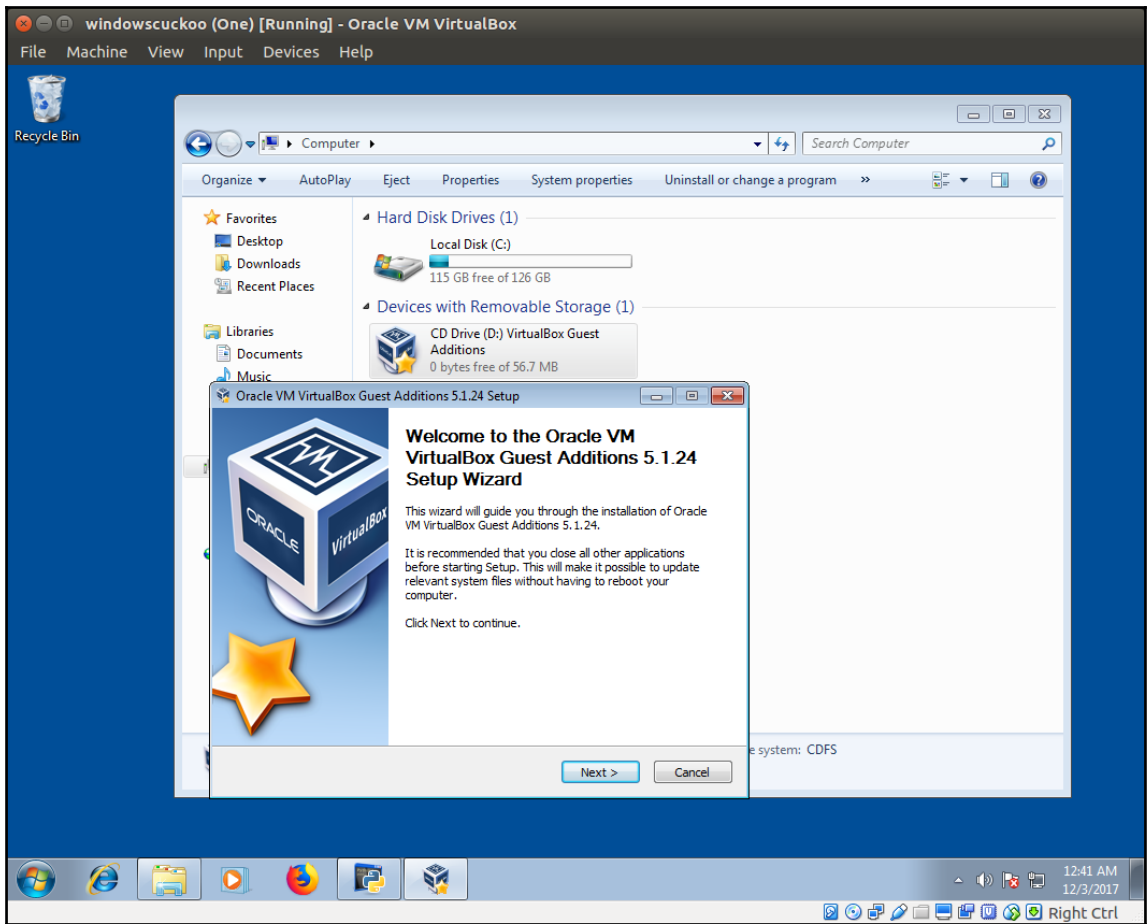 windowscuckoo (One) [Running] - Oracle VM VirtualBox
File Machine View Input Devices Help
Recycle Bin
Computer
Search Computer
Organize AutoPlay Eject Properties System properties Uninstall or change a program »
Favorites
Desktop
Downloads
Recent Places
Libraries
Documents
Music
Hard Disk Drives (1)
Local Disk (C:)
115 GB free of 126 GB
Devices with Removable Storage (1)
CD Drive (D:) VirtualBox Guest
Additions
0 bytes free of 56.7 MB
Oracle VM VirtualBox Guest Additions 5.1.24 Setup
ORACLE
VirtualBox
Welcome to the Oracle VM
VirtualBox Guest Additions 5.1.24
Setup Wizard
This wizard will guide you through the installation of Oracle
VM VirtualBox Guest Additions 5.1.24.
It is recommended that you close all other applications
before starting Setup. This will make it possible to update
relevant system files without having to reboot your
computer.
Click Next to continue.
Next >
Cancel
e system: CDFS
12:41 AM
12/3/2017
Right Ctrl